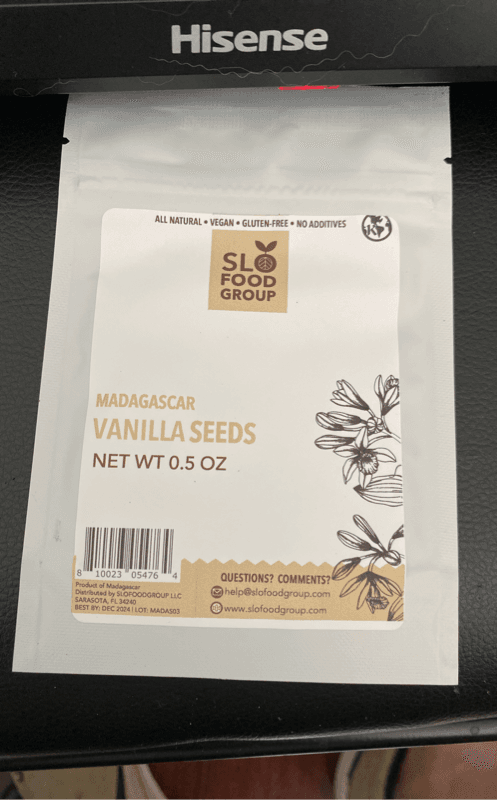 Hisense
ALL NATURAL • VEGAN • GLUTEN-FREE • NO ADDITIVES
K
SLO
FOOD
GROUP
MADAGASCAR
VANILLA SEEDS
NET WT 0.5 OZ
8 10023 05476 4
Product of Madagascar
Distributed by SLOFOODGROUP LLC
SARASOTA, FL 34240
BEST BY: DEC 2024 | LOT: MADAS03
QUESTIONS? COMMENTS?
help@slofoodgroup.com
www.slofoodgroup.com